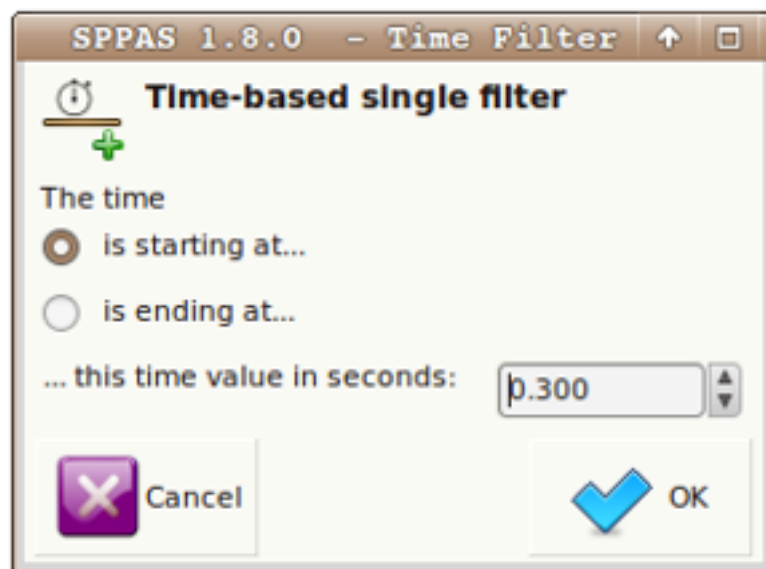 SPPAS 1.8.0 - Time Filter
Time-based single filter
The time
is starting at...
is ending at...
... this time value in seconds: 0.300
Cancel OK